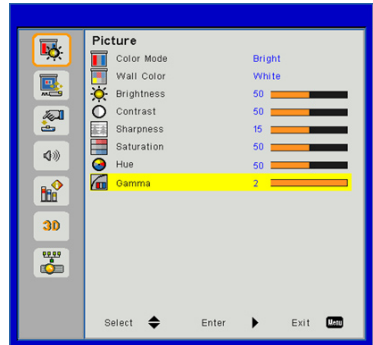 Picture
Color Mode Bright
Wall Color White
Brightness 50
Contrast 50
Sharpness 15
Saturation 50
Hue 50
Gamma 2
3D
Select Enter Exit Menu